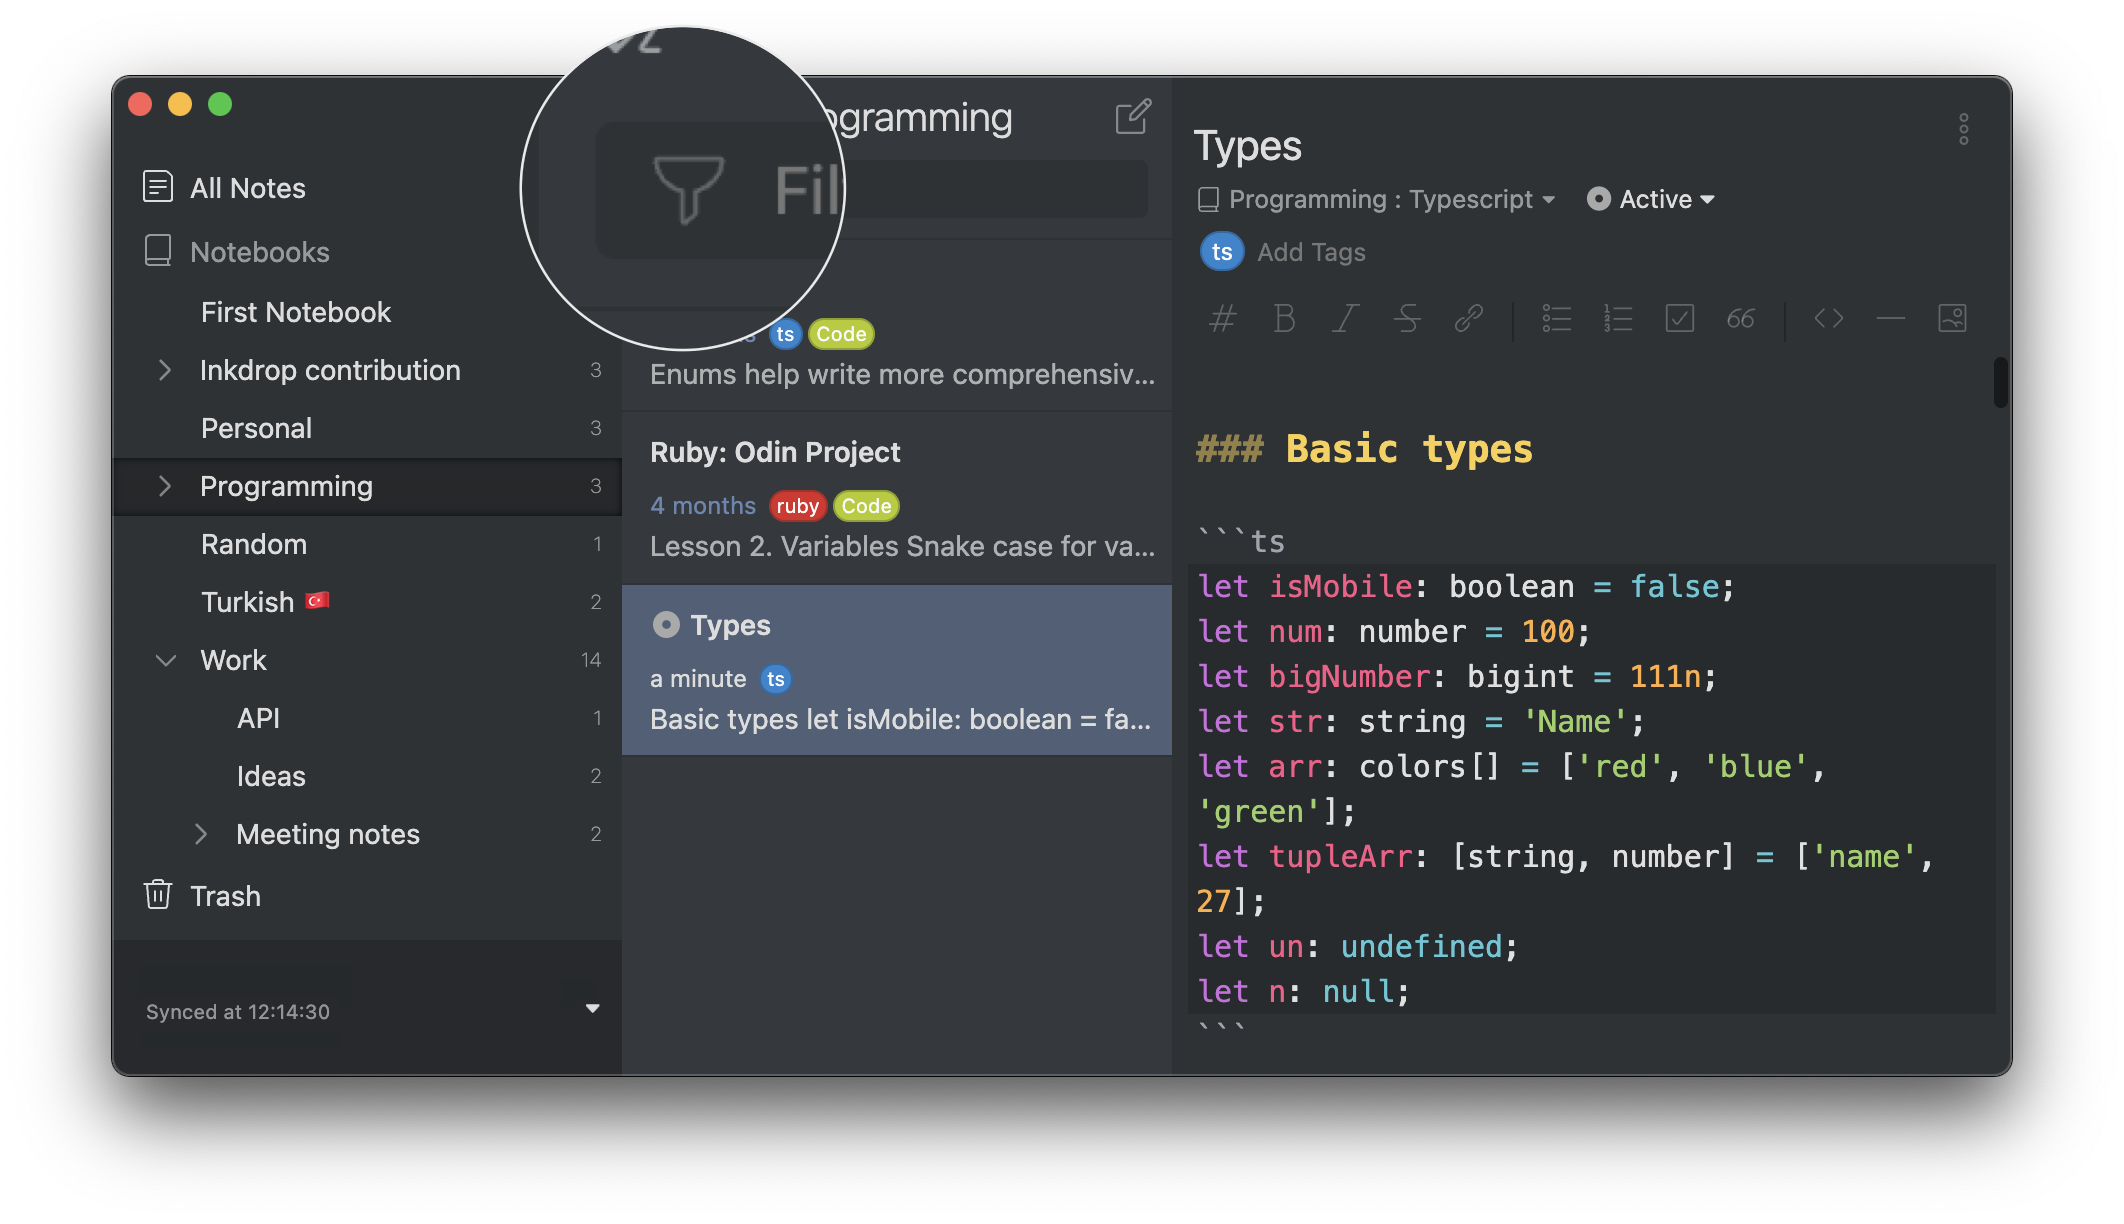 All Notes
Notebooks
First Notebook
Inkdrop contribution 3
Personal 3
Programming 3
Random 1
Turkish 🇹🇷 2
Work 14
API 1
Ideas 2
Meeting notes 2
Trash
Synced at 12:14:30
ogramming
Fil
ts Code
Enums help write more comprehensiv...
Ruby: Odin Project
4 months ruby Code
Lesson 2. Variables Snake case for va...
Types
a minute ts
Basic types let isMobile: boolean = fa...
Types
Programming : Typescript Active
ts Add Tags
### Basic types
```ts
let isMobile: boolean = false;
let num: number = 100;
let bigNumber: bigint = 111n;
let str: string = 'Name';
let arr: colors[] = ['red', 'blue',
'green'];
let tupleArr: [string, number] = ['name',
27];
let un: undefined;
let n: null;
```